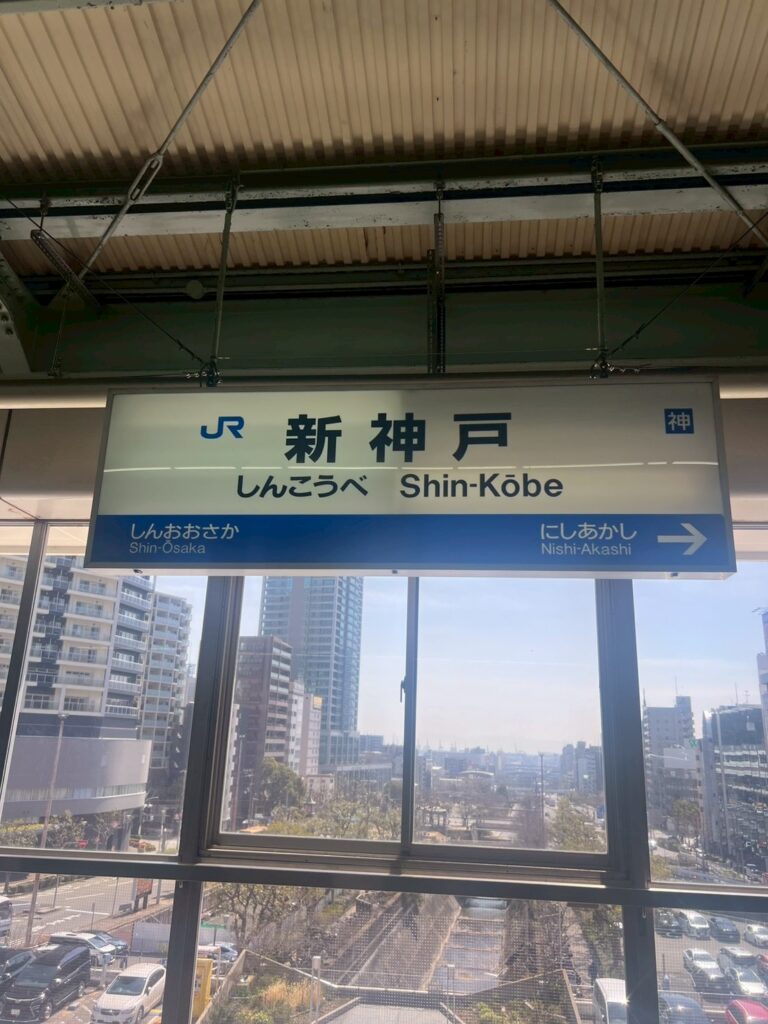 JR 新神戸 神
しんこうべ Shin-Kōbe
しんおおさか にしあかし →
Shin-Ōsaka Nishi-Akashi